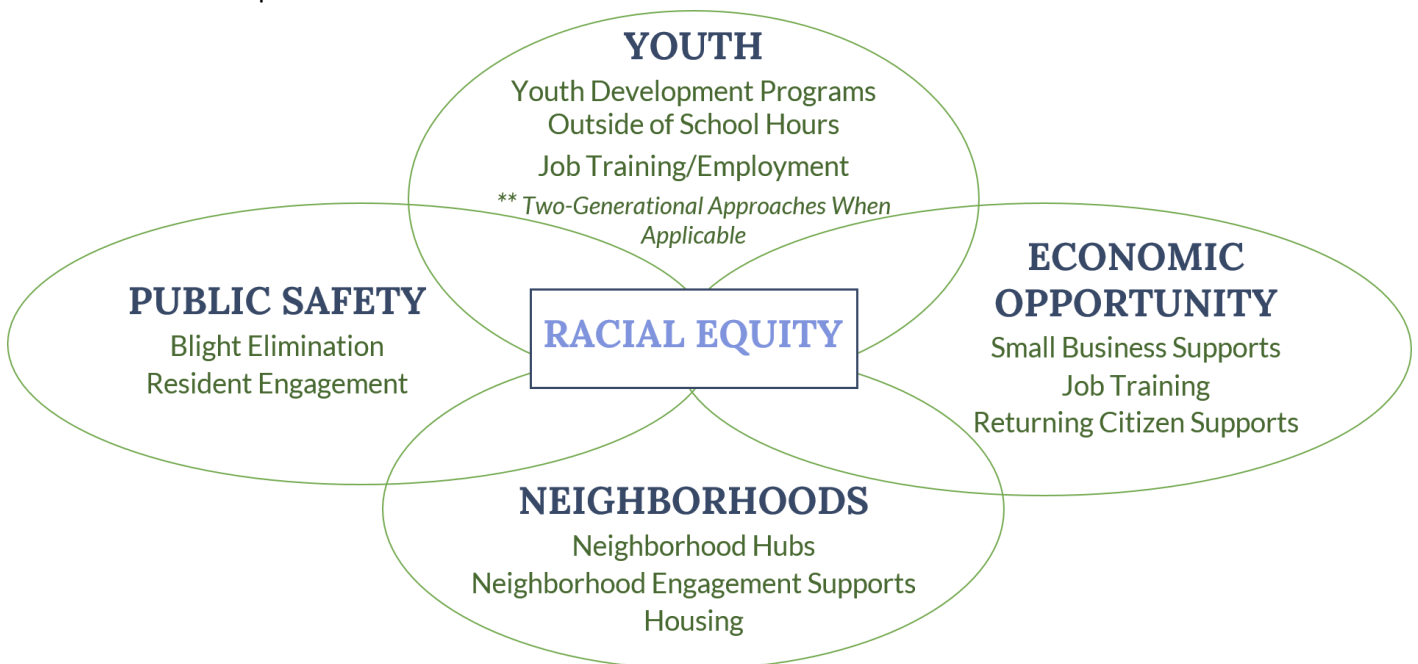 YOUTH
Youth Development Programs
Outside of School Hours
Job Training/Employment
** Two-Generational Approaches When
Applicable
PUBLIC SAFETY
Blight Elimination
Resident Engagement
RACIAL EQUITY
ECONOMIC
OPPORTUNITY
Small Business Supports
Job Training
Returning Citizen Supports
NEIGHBORHOODS
Neighborhood Hubs
Neighborhood Engagement Supports
Housing